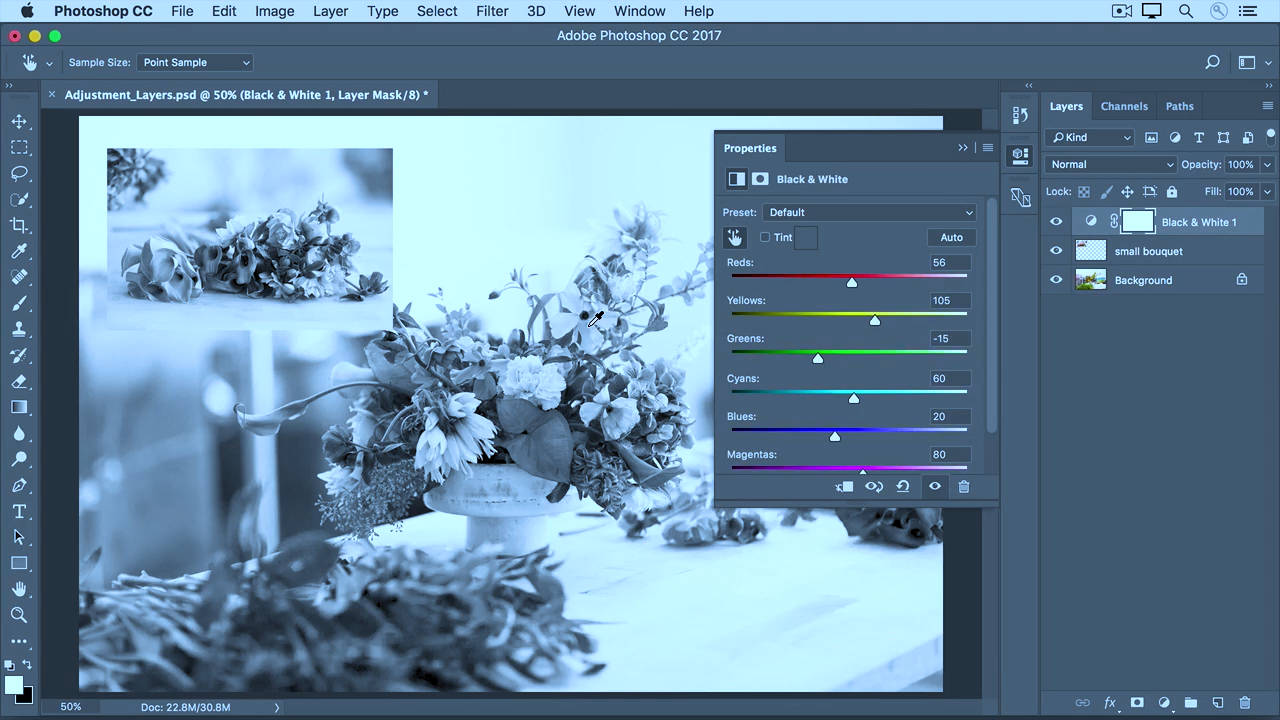 Photoshop CC File Edit Image Layer Type Select Filter 3D View Window Help
Adobe Photoshop CC 2017
Sample Size: Point Sample
Adjustment_Layers.psd @ 50% (Black & White 1, Layer Mask/8) *
Properties
Black & White
Preset: Default
Tint Auto
Reds: 56
Yellows: 105
Greens: -15
Cyans: 60
Blues: 20
Magentas: 80
Layers Channels Paths
Kind
Normal Opacity: 100%
Lock: Fill: 100%
Black & White 1
small bouquet
Background
fx
50% Doc: 22.8M/30.8M